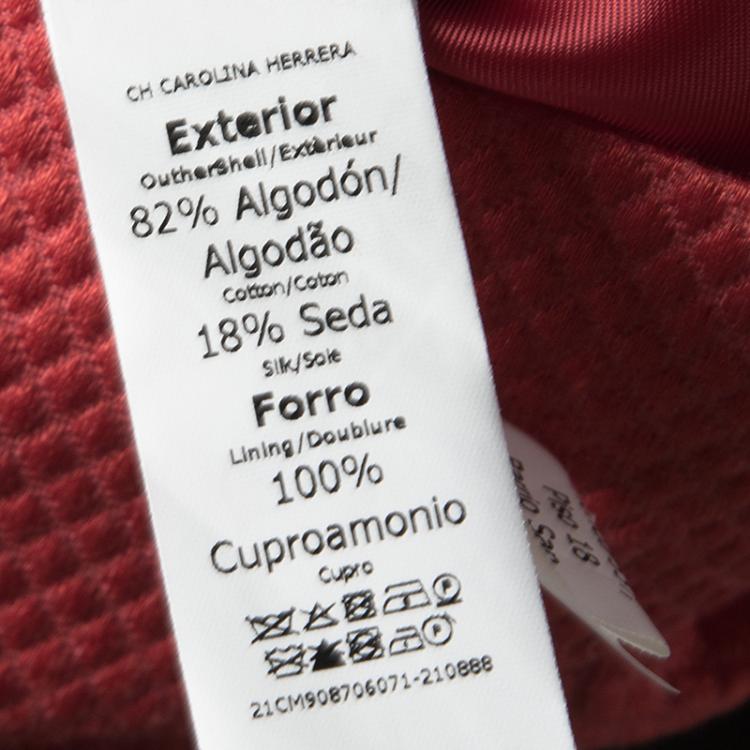 CH CAROLINA HERRERA
Exterior
OutherShell/Extèrieur
82% Algodón/
Algodão
Cotton/Coton
18% Seda
Silk/Soie
Forro
Lining/Doublure
100%
Cuproamonio
Cupro
21CM908706071-210888